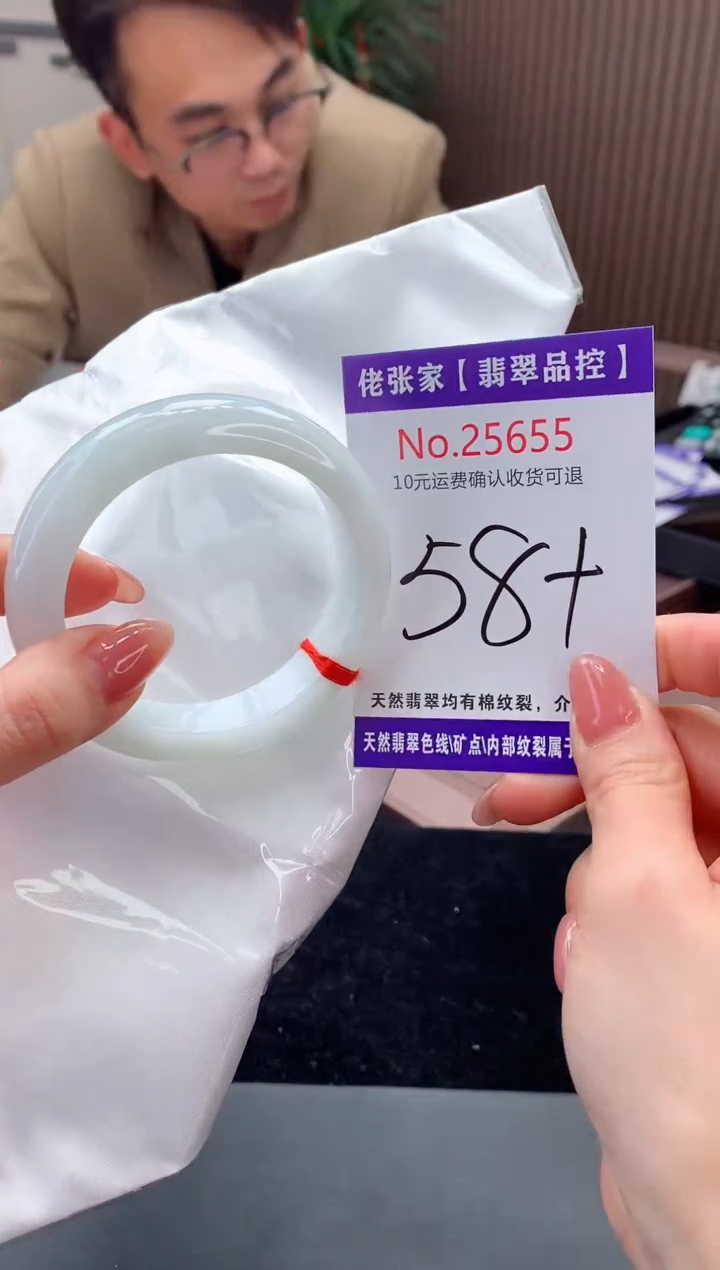 佬张家【翡翠品控】
No.25655
10元运费确认收货可退
58+
天然翡翠均有棉纹裂，介
天然翡翠色线\矿点\内部纹裂属于